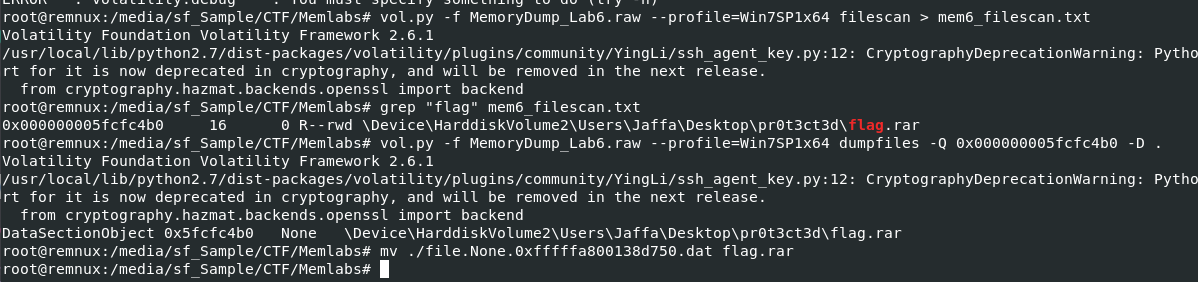 ERROR   : volatility.debug    : You must specify something to do (try -h)
root@remnux:/media/sf_Sample/CTF/Memlabs# vol.py -f MemoryDump_Lab6.raw --profile=Win7SP1x64 filescan > mem6_filescan.txt
Volatility Foundation Volatility Framework 2.6.1
/usr/local/lib/python2.7/dist-packages/volatility/plugins/community/YingLi/ssh_agent_key.py:12: CryptographyDeprecationWarning: Pytho
rt for it is now deprecated in cryptography, and will be removed in the next release.
  from cryptography.hazmat.backends.openssl import backend
root@remnux:/media/sf_Sample/CTF/Memlabs# grep "flag" mem6_filescan.txt
0x000000005fcfc4b0     16      0 R--rwd \Device\HarddiskVolume2\Users\Jaffa\Desktop\pr0t3ct3d\flag.rar
root@remnux:/media/sf_Sample/CTF/Memlabs# vol.py -f MemoryDump_Lab6.raw --profile=Win7SP1x64 dumpfiles -Q 0x000000005fcfc4b0 -D .
Volatility Foundation Volatility Framework 2.6.1
/usr/local/lib/python2.7/dist-packages/volatility/plugins/community/YingLi/ssh_agent_key.py:12: CryptographyDeprecationWarning: Pytho
rt for it is now deprecated in cryptography, and will be removed in the next release.
  from cryptography.hazmat.backends.openssl import backend
DataSectionObject 0x5fcfc4b0   None   \Device\HarddiskVolume2\Users\Jaffa\Desktop\pr0t3ct3d\flag.rar
root@remnux:/media/sf_Sample/CTF/Memlabs# mv ./file.None.0xfffffa800138d750.dat flag.rar
root@remnux:/media/sf_Sample/CTF/Memlabs#